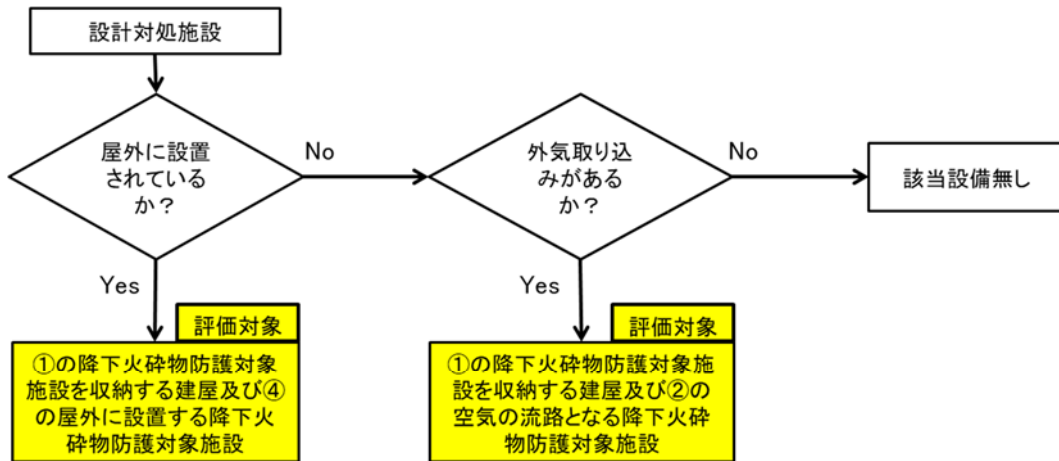 設計対処施設
屋外に設置
されている
か？
No
外気取り込
みがある
か？
No
該当設備無し
Yes
評価対象
①の降下火砕物防護対象
施設を収納する建屋及び④
の屋外に設置する降下火
砕物防護対象施設
Yes
評価対象
①の降下火砕物防護対象施
設を収納する建屋及び②の
空気の流路となる降下火砕
物防護対象施設